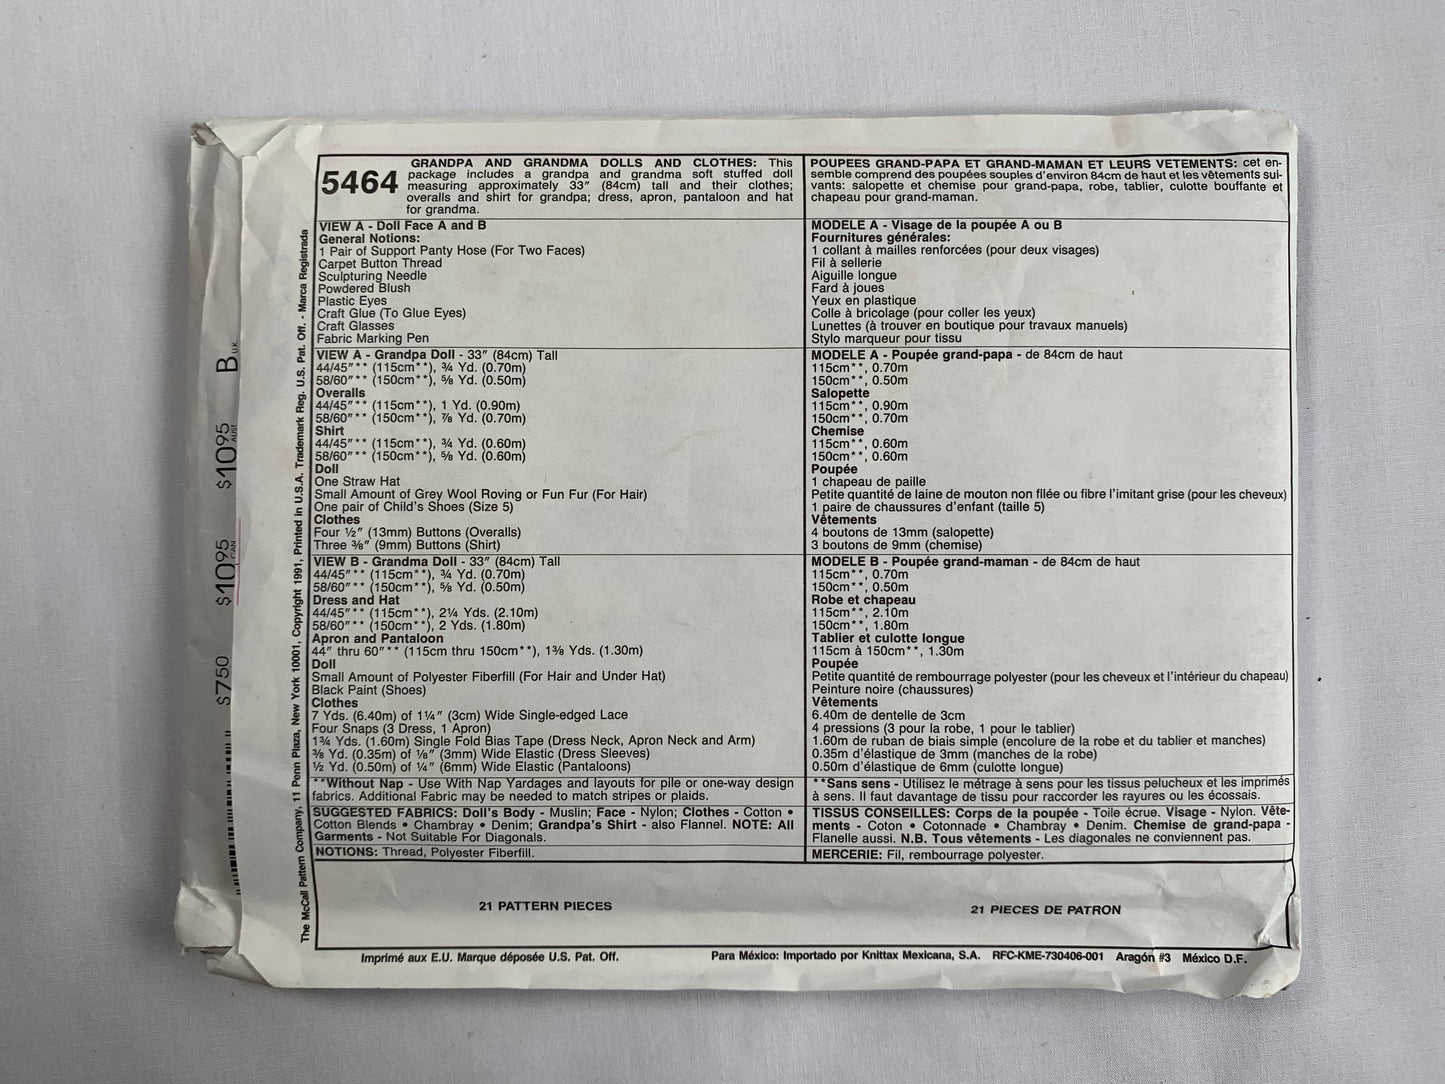 5464
GRANDPA AND GRANDMA DOLLS AND CLOTHES: This
package includes a grandpa and grandma soft stuffed doll
measuring approximately 33" (84cm) tall and their clothes;
overalls and shirt for grandpa; dress, apron, pantaloon and hat
for grandma.
VIEW A - Doll Face A and B
General Notions:
1 Pair of Support Panty Hose (For Two Faces)
Carpet Button Thread
Sculpturing Needle
Powdered Blush
Plastic Eyes
Craft Glue (To Glue Eyes)
Craft Glasses
Fabric Marking Pen
VIEW A - Grandpa Doll - 33" (84cm) Tall
44/45"** (115cm**), ¾ Yd. (0.70m)
58/60"** (150cm**), ⅝ Yd. (0.50m)
Overalls
44/45"** (115cm**), 1 Yd. (0.90m)
58/60"** (150cm**), ⅞ Yd. (0.70m)
Shirt
44/45"** (115cm**), ¾ Yd. (0.60m)
58/60"** (150cm**), ⅝ Yd. (0.60m)
Doll
One Straw Hat
Small Amount of Grey Wool Roving or Fun Fur (For Hair)
One pair of Child's Shoes (Size 5)
Clothes
Four ½" (13mm) Buttons (Overalls)
Three ⅜" (9mm) Buttons (Shirt)
VIEW B - Grandma Doll - 33" (84cm) Tall
44/45"** (115cm**), ¾ Yd. (0.70m)
58/60"** (150cm**), ⅝ Yd. (0.50m)
Dress and Hat
44/45"** (115cm**), 2¼ Yds. (2.10m)
58/60"** (150cm**), 2 Yds. (1.80m)
Apron and Pantaloon
44" thru 60"** (115cm thru 150cm**), 1⅜ Yds. (1.30m)
Doll
Small Amount of Polyester Fiberfill (For Hair and Under Hat)
Black Paint (Shoes)
Clothes
7 Yds. (6.40m) of 1¼" (3cm) Wide Single-edged Lace
Four Snaps (3 Dress, 1 Apron)
1¾ Yds. (1.60m) Single Fold Bias Tape (Dress Neck, Apron Neck and Arm)
⅜ Yd. (0.35m) of ⅛" (3mm) Wide Elastic (Dress Sleeves)
½ Yd. (0.50m) of ¼" (6mm) Wide Elastic (Pantaloons)
**Without Nap - Use With Nap Yardages and layouts for pile or one-way design
fabrics. Additional Fabric may be needed to match stripes or plaids.
SUGGESTED FABRICS: Doll's Body - Muslin; Face - Nylon; Clothes - Cotton •
Cotton Blends • Chambray • Denim; Grandpa's Shirt - also Flannel. NOTE: All
Garments - Not Suitable For Diagonals.
NOTIONS: Thread, Polyester Fiberfill.
21 PATTERN PIECES
POUPEES GRAND-PAPA ET GRAND-MAMAN ET LEURS VETEMENTS: cet en-
semble comprend des poupées souples d'environ 84cm de haut et les vêtements sui-
vants: salopette et chemise pour grand-papa, robe, tablier, culotte bouffante et
chapeau pour grand-maman.
MODELE A - Visage de la poupée A ou B
Fournitures générales:
1 collant à mailles renforcées (pour deux visages)
Fil à sellerie
Aiguille longue
Fard à joues
Yeux en plastique
Colle à bricolage (pour coller les yeux)
Lunettes (à trouver en boutique pour travaux manuels)
Stylo marqueur pour tissu
MODELE A - Poupée grand-papa - de 84cm de haut
115cm**, 0.70m
150cm**, 0.50m
Salopette
115cm**, 0.90m
150cm**, 0.70m
Chemise
115cm**, 0.60m
150cm**, 0.60m
Poupée
1 chapeau de paille
Petite quantité de laine de mouton non filée ou fibre l'imitant grise (pour les cheveux)
1 paire de chaussures d'enfant (taille 5)
Vêtements
4 boutons de 13mm (salopette)
3 boutons de 9mm (chemise)
MODELE B - Poupée grand-maman - de 84cm de haut
115cm**, 0.70m
150cm**, 0.50m
Robe et chapeau
115cm**, 2.10m
150cm**, 1.80m
Tablier et culotte longue
115cm à 150cm**, 1.30m
Poupée
Petite quantité de rembourrage polyester (pour les cheveux et l'intérieur du chapeau)
Peinture noire (chaussures)
Vêtements
6.40m de dentelle de 3cm
4 pressions (3 pour la robe, 1 pour le tablier)
1.60m de ruban de biais simple (encolure de la robe et du tablier et manches)
0.35m d'élastique de 3mm (manches de la robe)
0.50m d'élastique de 6mm (culotte longue)
**Sans sens - Utilisez le métrage à sens pour les tissus pelucheux et les imprimés
à sens. Il faut davantage de tissu pour raccorder les rayures ou les écossais.
TISSUS CONSEILLES: Corps de la poupée - Toile écrue. Visage - Nylon. Vête-
ments - Coton • Cotonnade • Chambray • Denim. Chemise de grand-papa -
Flanelle aussi. N.B. Tous vêtements - Les diagonales ne conviennent pas.
MERCERIE: Fil, rembourrage polyester.
21 PIECES DE PATRON
Imprimé aux E.U. Marque déposée U.S. Pat. Off.
Para México: Importado por Knittax Mexicana, S.A. RFC-KME-730406-001 Aragón #3 México D.F.
The McCall Pattern Company, 11 Penn Plaza, New York 10001, Copyright 1991, Printed in U.S.A. Trademark Reg. U.S. Pat. Off. - Marca Registrada
$7.50 $10.95 CAN $10.95 AUST B U.K.